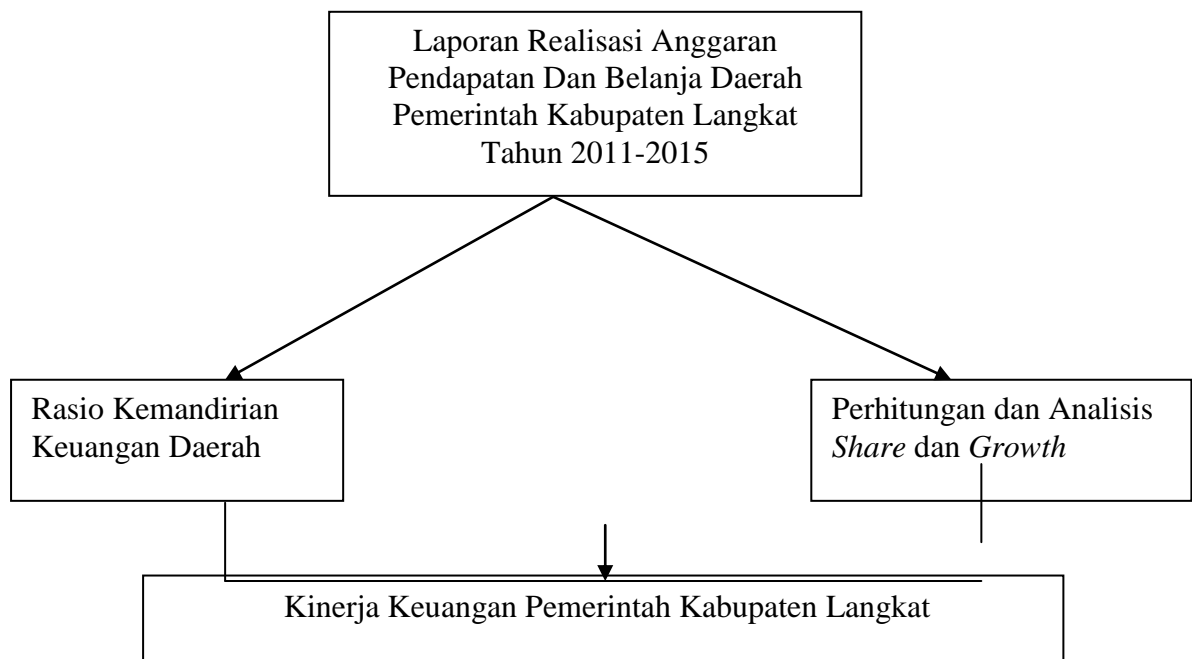 Laporan Realisasi Anggaran
Pendapatan Dan Belanja Daerah
Pemerintah Kabupaten Langkat
Tahun 2011-2015
Rasio Kemandirian
Keuangan Daerah
Perhitungan dan Analisis
Share dan Growth
Kinerja Keuangan Pemerintah Kabupaten Langkat